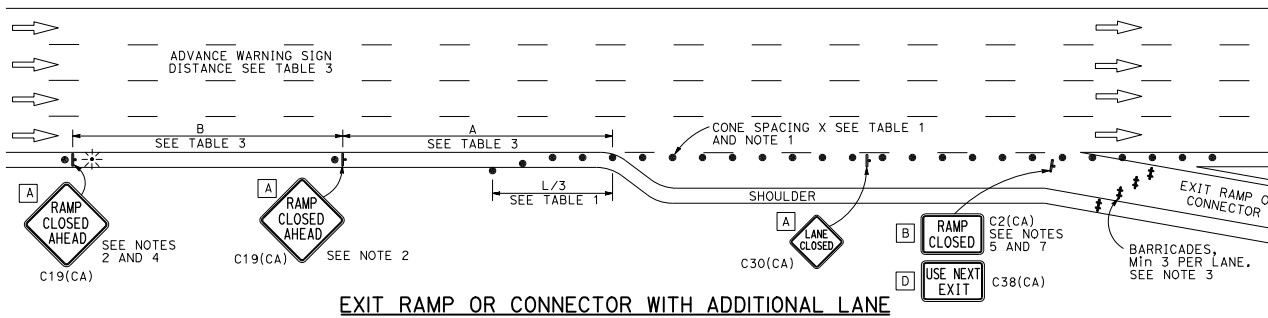 ADVANCE WARNING SIGN
DISTANCE SEE TABLE 3
B
SEE TABLE 3
A
SEE TABLE 3
CONE SPACING X SEE TABLE 1
AND NOTE 1
L/3
SEE TABLE 1
SHOULDER
EXIT RAMP O
CONNECTOR
A
RAMP
CLOSED
AHEAD
SEE NOTES
2 AND 4
C19(CA)
A
RAMP
CLOSED
AHEAD
SEE NOTE 2
C19(CA)
A
LANE
CLOSED
C30(CA)
B
RAMP
CLOSED
C2(CA)
SEE NOTES
5 AND 7
D
USE NEXT
EXIT
C38(CA)
BARRICADES,
Min 3 PER LANE.
SEE NOTE 3
EXIT RAMP OR CONNECTOR WITH ADDITIONAL LANE